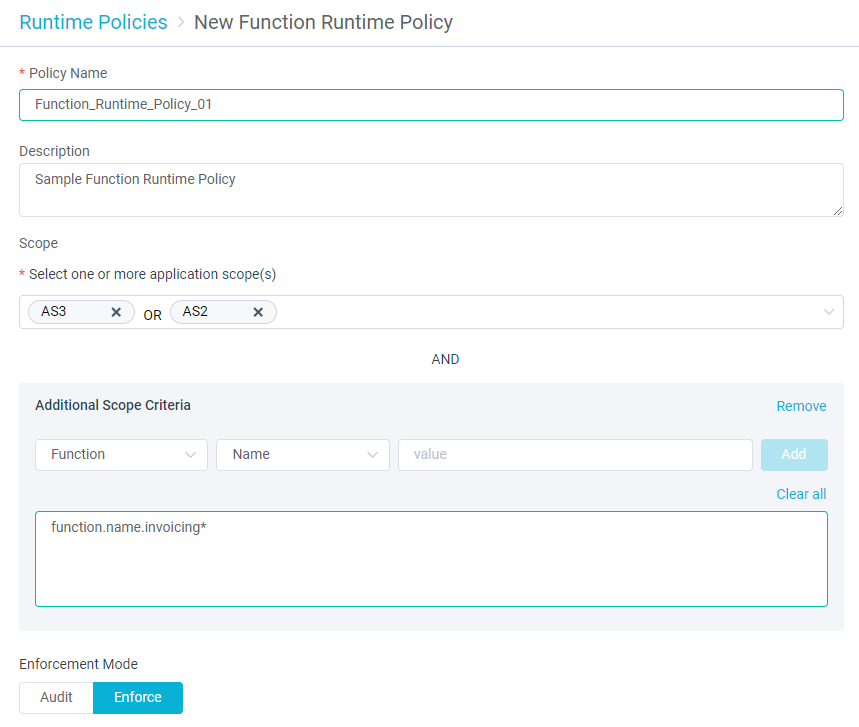 Runtime Policies > New Function Runtime Policy
* Policy Name
Function_Runtime_Policy_01
Description
Sample Function Runtime Policy
Scope
* Select one or more application scope(s)
AS3 × OR AS2 ×
AND
Additional Scope Criteria Remove
Function Name value Add
Clear all
function.name.invoicing*
Enforcement Mode
Audit Enforce